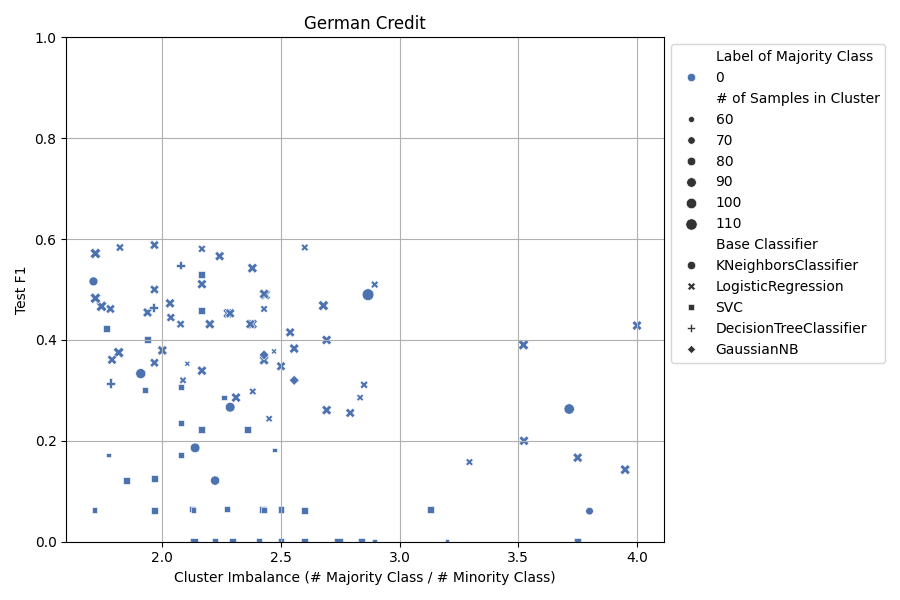 German Credit
1.0
0.8
0.6
0.4
0.2
0.0
Test F1
2.0 2.5 3.0 3.5 4.0
Cluster Imbalance (# Majority Class / # Minority Class)
Label of Majority Class
0
# of Samples in Cluster
60
70
80
90
100
110
Base Classifier
KNeighborsClassifier
LogisticRegression
SVC
DecisionTreeClassifier
GaussianNB